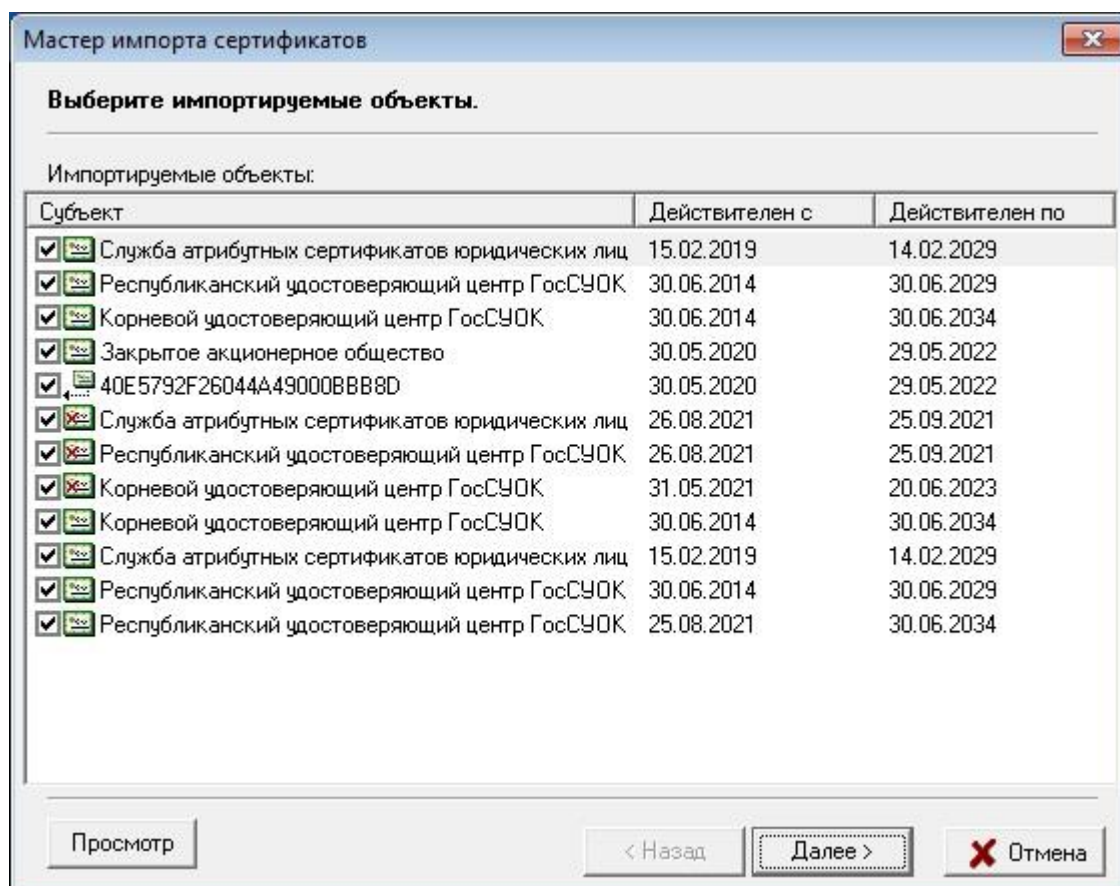 Мастер импорта сертификатов
Выберите импортируемые объекты.
Импортируемые объекты:
Субъект Действителен с Действителен по
Служба атрибутных сертификатов юридических лиц 15.02.2019 14.02.2029
Республиканский удостоверяющий центр ГосСУОК 30.06.2014 30.06.2029
Корневой удостоверяющий центр ГосСУОК 30.06.2014 30.06.2034
Закрытое акционерное общество 30.05.2020 29.05.2022
40E5792F26044A49000BBB8D 30.05.2020 29.05.2022
Служба атрибутных сертификатов юридических лиц 26.08.2021 25.09.2021
Республиканский удостоверяющий центр ГосСУОК 26.08.2021 25.09.2021
Корневой удостоверяющий центр ГосСУОК 31.05.2021 20.06.2023
Корневой удостоверяющий центр ГосСУОК 30.06.2014 30.06.2034
Служба атрибутных сертификатов юридических лиц 15.02.2019 14.02.2029
Республиканский удостоверяющий центр ГосСУОК 30.06.2014 30.06.2029
Республиканский удостоверяющий центр ГосСУОК 25.08.2021 30.06.2034
Просмотр < Назад Далее > Отмена